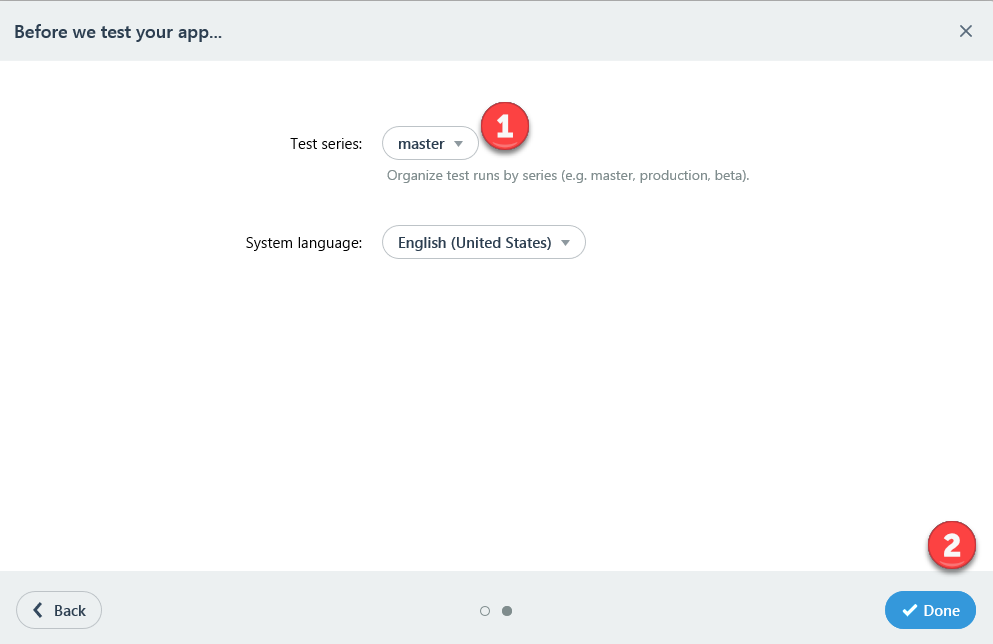 Before we test your app...
Test series: master
1
Organize test runs by series (e.g. master, production, beta).
System language: English (United States)
2
Back
Done